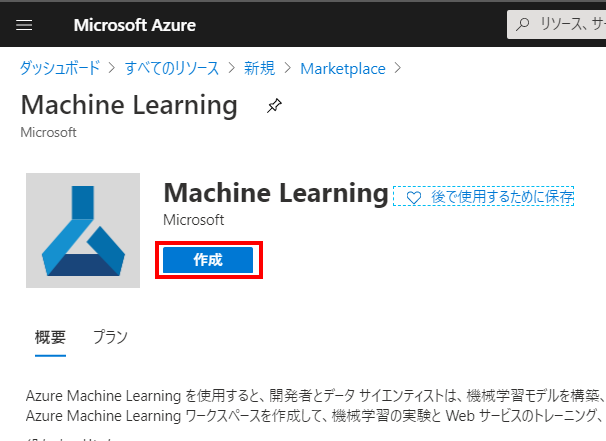 Microsoft Azure
リソース、サ
ダッシュボード > すべてのリソース > 新規 > Marketplace >
Machine Learning
Microsoft
Machine Learning
後で使用するために保存
Microsoft
作成
概要 プラン
Azure Machine Learning を使用すると、開発者とデータ サイエンティストは、機械学習モデルを構築、
Azure Machine Learning ワークスペースを作成して、機械学習の実験と Web サービスのトレーニング、